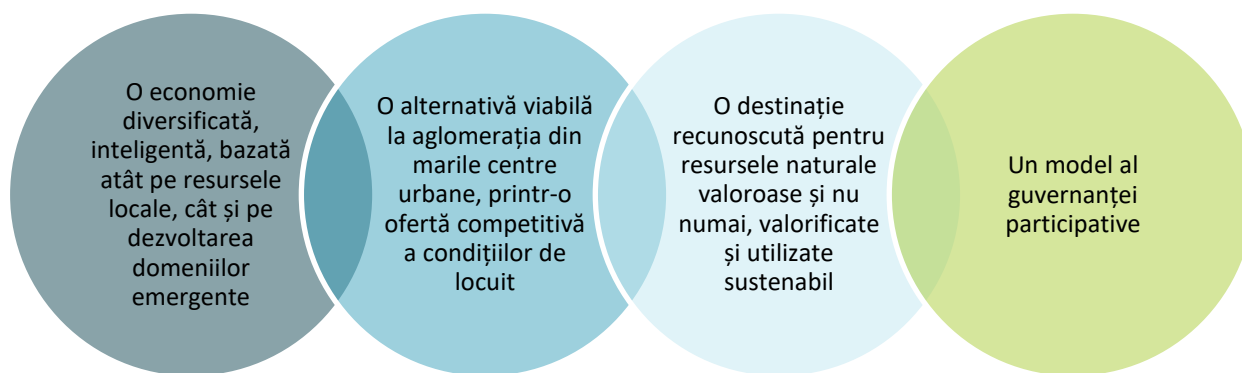 O economie
diversificată,
inteligentă, bazată
atât pe resursele
locale, cât și pe
dezvoltarea
domeniilor
emergente
O alternativă viabilă
la aglomerația din
marile centre
urbane, printr-o
ofertă competitivă
a condițiilor de
locuit
O destinație
recunoscută pentru
resursele naturale
valoroase și nu
numai, valorificate
și utilizate
sustenabil
Un model al
guvernanței
participative